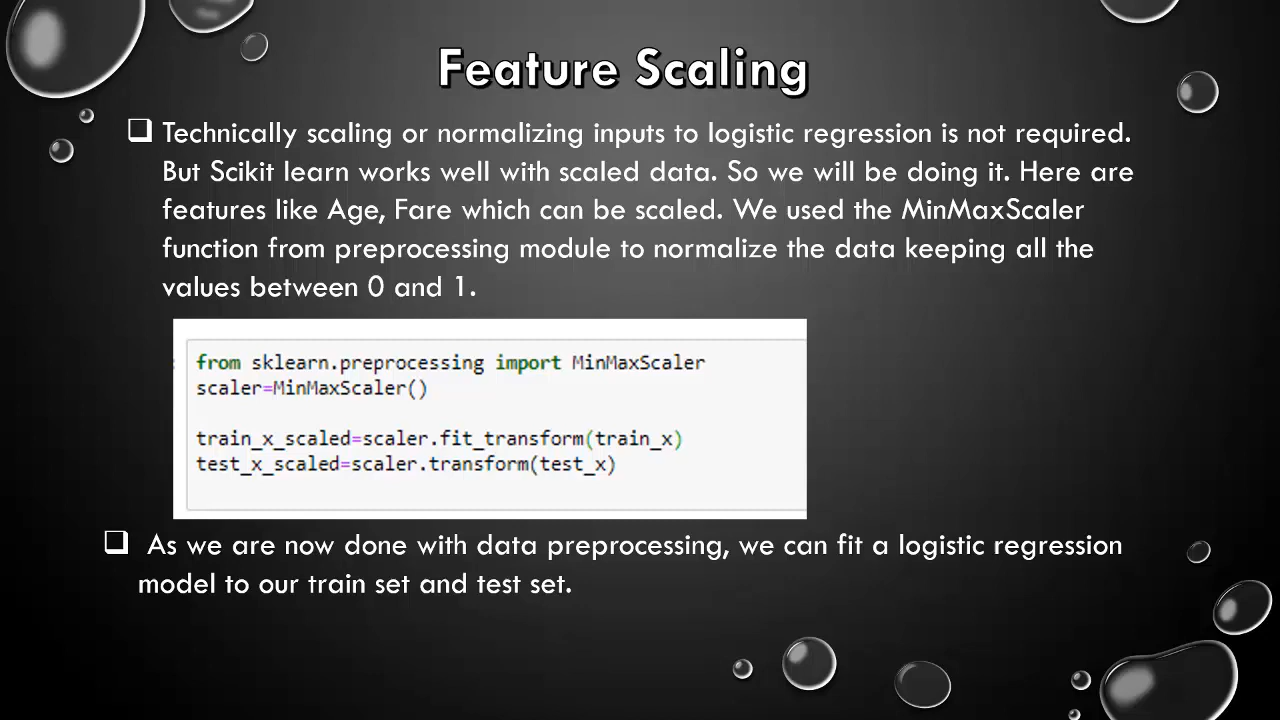 Feature Scaling
Technically scaling or normalizing inputs to logistic regression is not required.
But Scikit learn works well with scaled data. So we will be doing it. Here are
features like Age, Fare which can be scaled. We used the MinMaxScaler
function from preprocessing module to normalize the data keeping all the
values between 0 and 1.
from sklearn.preprocessing import MinMaxScaler
scaler=MinMaxScaler()
train_x_scaled=scaler.fit_transform(train_x)
test_x_scaled=scaler.transform(test_x)
As we are now done with data preprocessing, we can fit a logistic regression
model to our train set and test set.